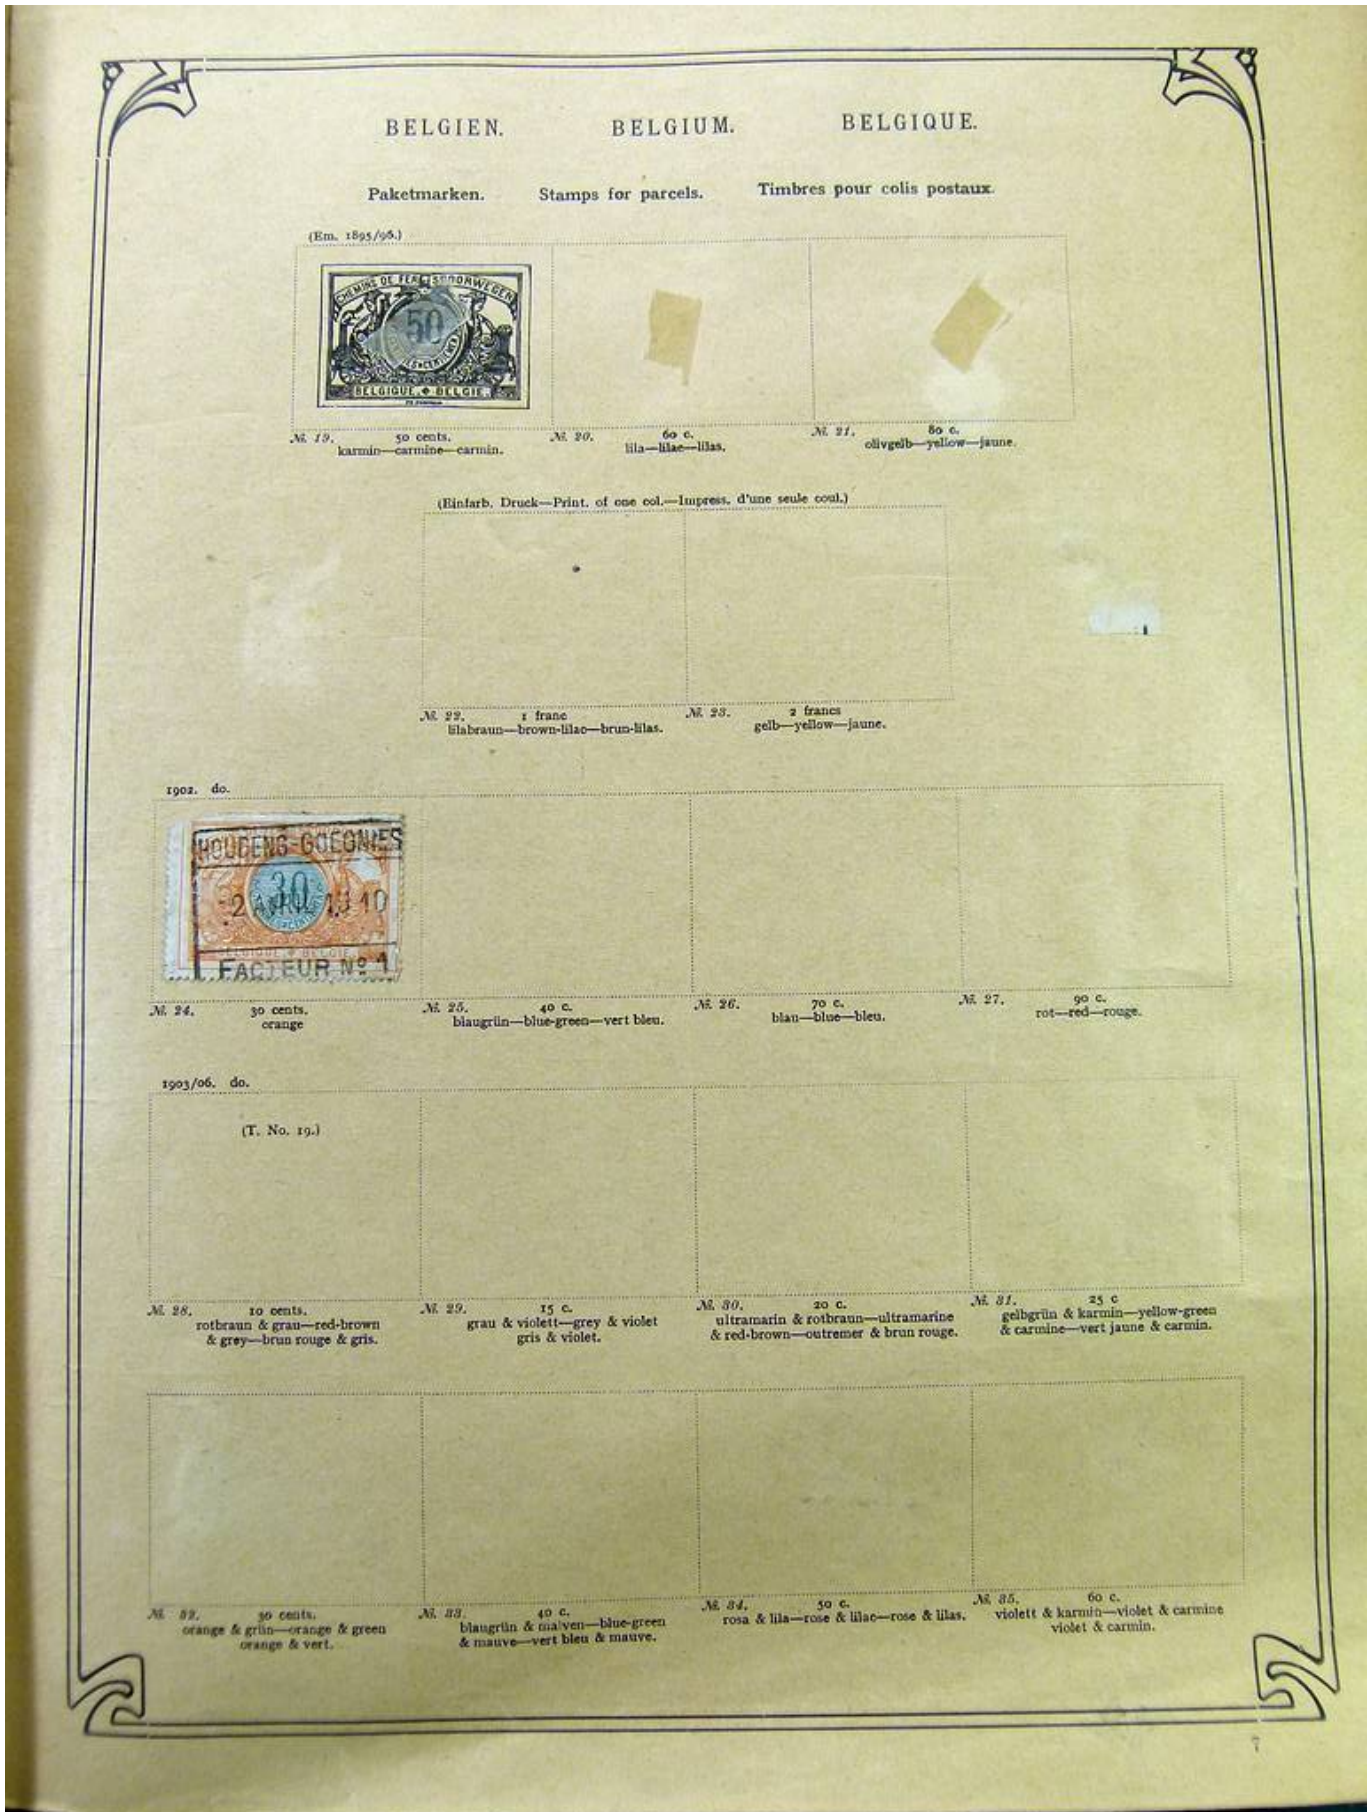 BELGIEN. BELGIUM. BELGIQUE.
Paketmarken. Stamps for parcels. Timbres pour colis postaux.
(Em. 1895/96.)
CHEMINS DE FER SPOORWEGEN
50
BELGIQUE BELGIE
№. 19. 50 cents.
karmin—carmine—carmin.
№. 20. 60 c.
lila—lilac—lilas.
№. 21. 80 c.
olivgelb—yellow—jaune.
(Einfarb. Druck—Print. of one col.—Impress. d'une seule coul.)
№. 22. 1 franc
lilabraun—brown-lilac—brun-lilas.
№. 23. 2 francs
gelb—yellow—jaune.
1902. do.
HOUDENG-GOEGNIES
30
2 AVRIL 1910
BELGIQUE BELGIE
FACTEUR Nº 1
№. 24. 30 cents.
orange
№. 25. 40 c.
blaugrün—blue-green—vert bleu.
№. 26. 70 c.
blau—blue—bleu.
№. 27. 90 c.
rot—red—rouge.
1903/06. do.
(T. No. 19.)
№. 28. 10 cents.
rotbraun & grau—red-brown
& grey—brun rouge & gris.
№. 29. 15 c.
grau & violett—grey & violet
gris & violet.
№. 30. 20 c.
ultramarin & rotbraun—ultramarine
& red-brown—outremer & brun rouge.
№. 31. 25 c
gelbgrün & karmin—yellow-green
& carmine—vert jaune & carmin.
№. 32. 30 cents.
orange & grün—orange & green
orange & vert.
№. 33. 40 c.
blaugrün & malven—blue-green
& mauve—vert bleu & mauve.
№. 34. 50 c.
rosa & lila—rose & lilac—rose & lilas.
№. 35. 60 c.
violett & karmin—violet & carmine
violet & carmin.
7